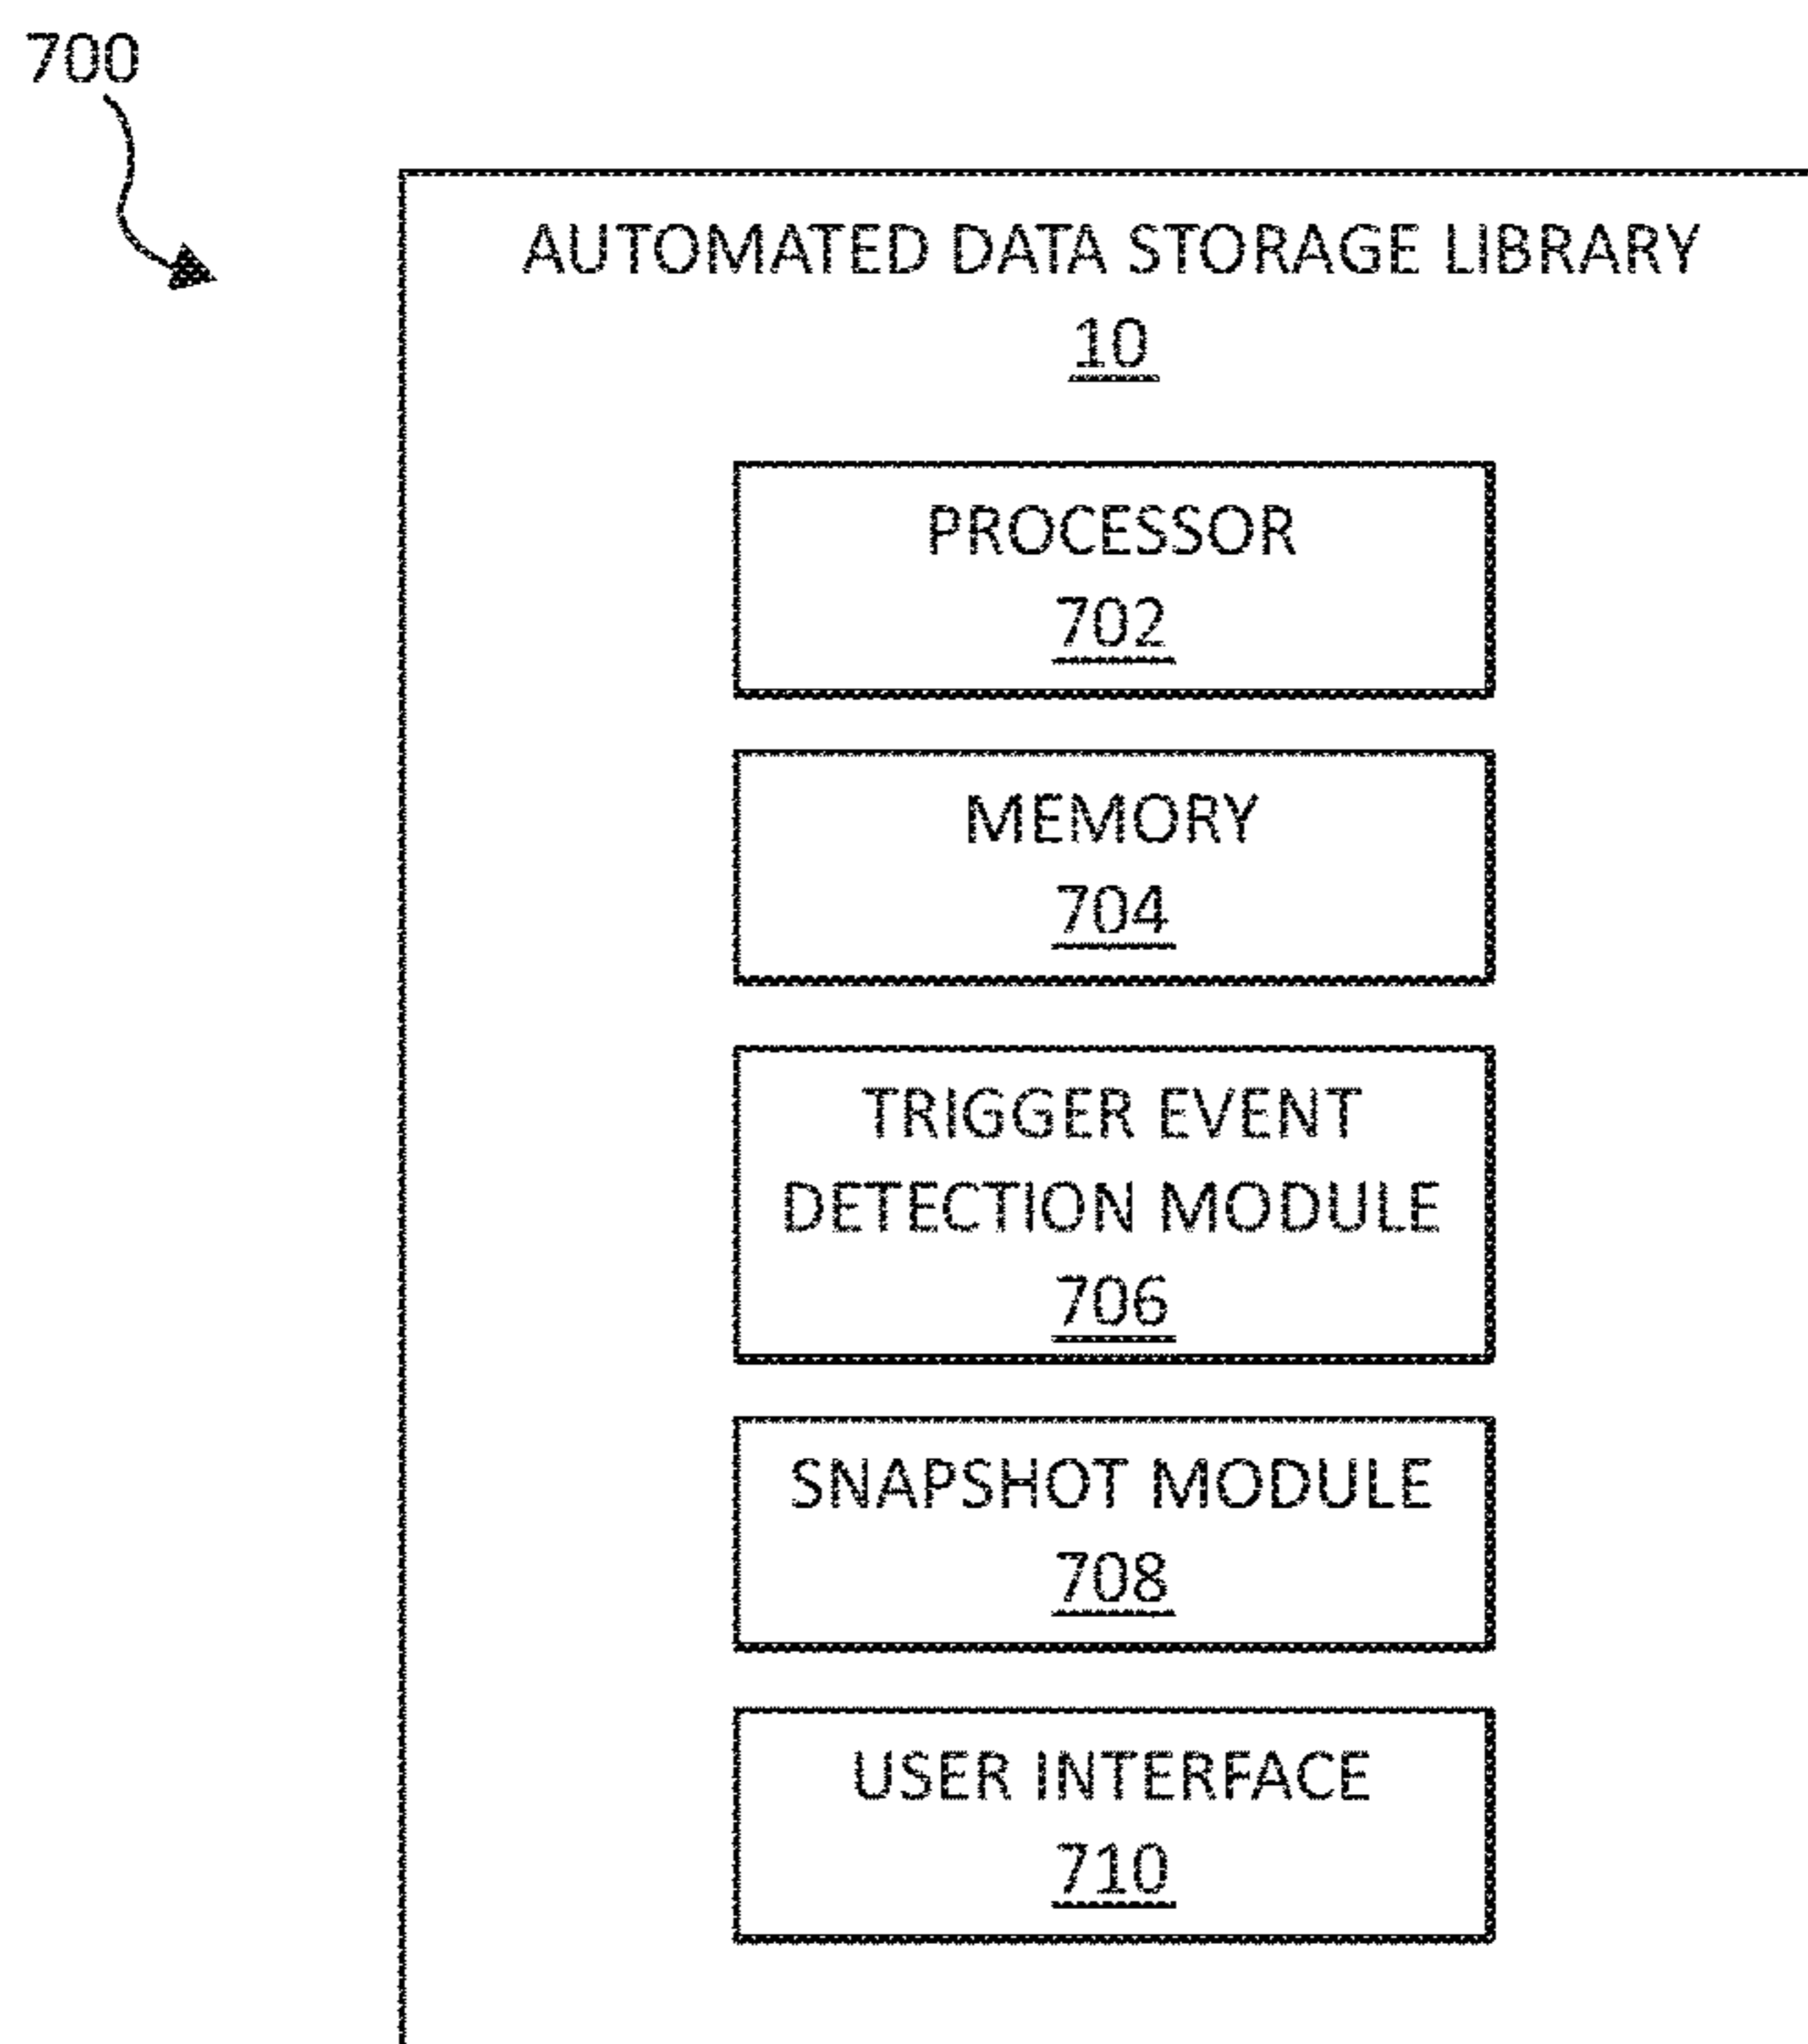 700
AUTOMATED DATA STORAGE LIBRARY
10
PROCESSOR
702
MEMORY
704
TRIGGER EVENT
DETECTION MODULE
706
SNAPSHOT MODULE
708
USER INTERFACE
710